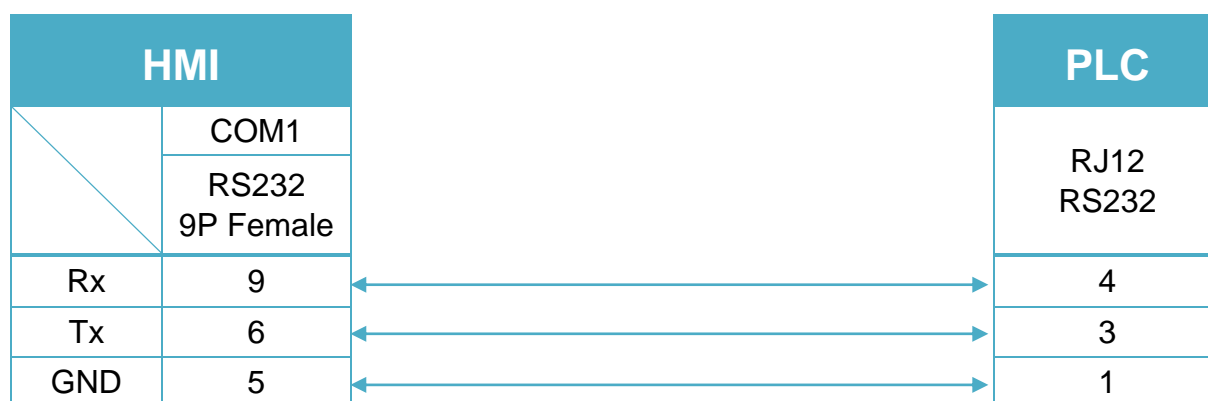 HMI PLC
COM1
RS232
9P Female
RJ12
RS232
Rx 9 4
Tx 6 3
GND 5 1